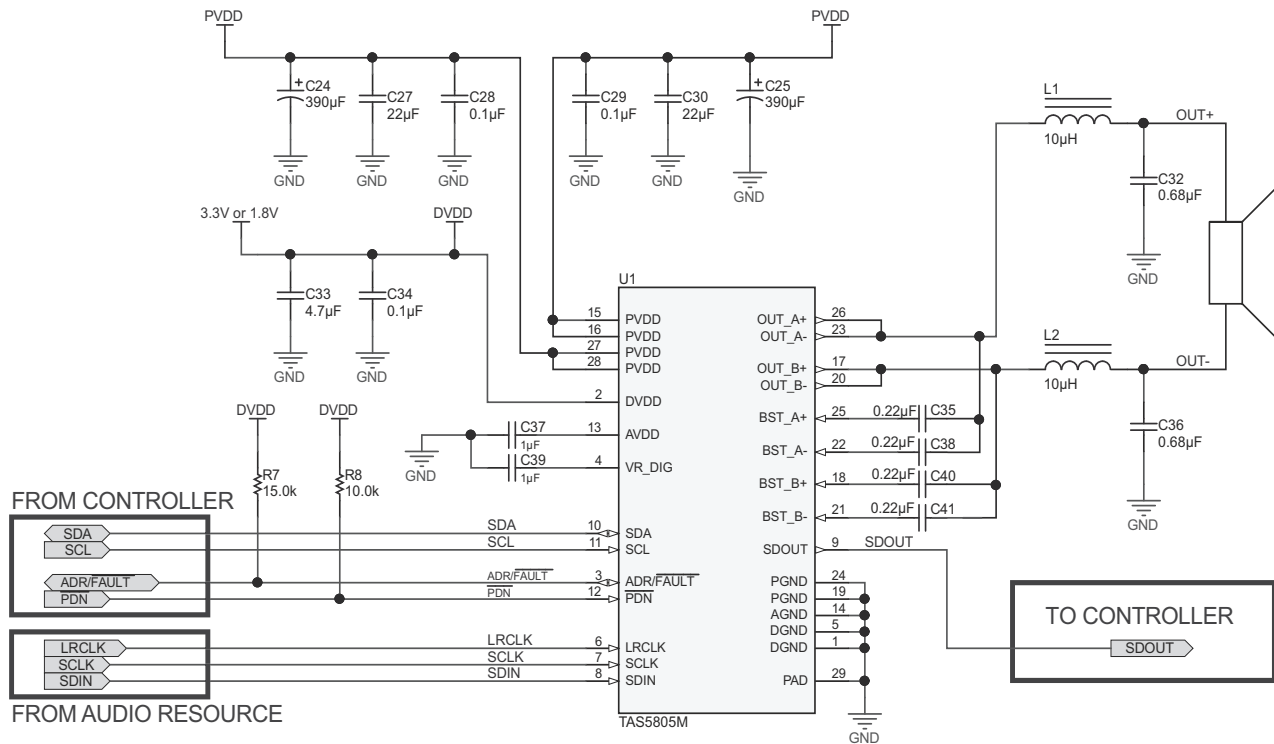 PVDD
PVDD
C24
390µF
C27
22µF
C28
0.1µF
C29
0.1µF
C30
22µF
C25
390µF
GND
GND
GND
GND
GND
GND
L1
10µH
OUT+
C32
0.68µF
GND
3.3V or 1.8V
DVDD
C33
4.7µF
C34
0.1µF
GND
GND
U1
15 PVDD
16 PVDD
27 PVDD
28 PVDD
2 DVDD
13 AVDD
4 VR_DIG
10 SDA
11 SCL
3 ADR/FAULT
12 PDN
6 LRCLK
7 SCLK
8 SDIN
OUT_A+ 26
OUT_A- 23
OUT_B+ 17
OUT_B- 20
BST_A+ 25
BST_A- 22
BST_B+ 18
BST_B- 21
SDOUT 9
PGND 24
PGND 19
AGND 14
DGND 5
DGND 1
PAD 29
TAS5805M
L2
10µH
OUT-
C36
0.68µF
GND
0.22µF C35
0.22µF C38
0.22µF C40
0.22µF C41
SDOUT
GND
DVDD
DVDD
R7
15.0k
R8
10.0k
GND
C37
1µF
C39
1µF
FROM CONTROLLER
SDA
SCL
ADR/FAULT
PDN
SDA
SCL
ADR/FAULT
PDN
LRCLK
SCLK
SDIN
LRCLK
SCLK
SDIN
FROM AUDIO RESOURCE
TO CONTROLLER
SDOUT